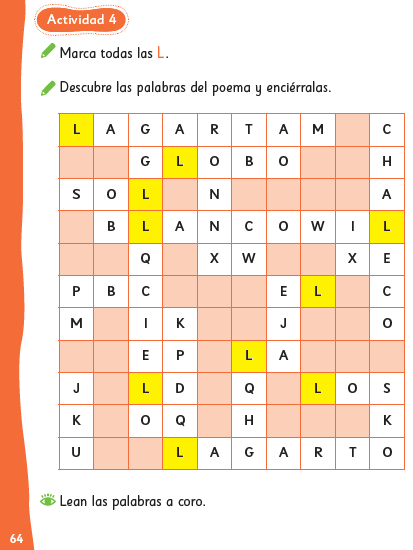 Actividad 4
Marca todas las L.
Descubre las palabras del poema y enciérralas.
L A G A R T A M C
G L O B O H
S O L N A
B L A N C O W I L
Q X W X E
P B C E L C
M I K J O
E P L A
J L D Q L O S
K O Q H K
U L A G A R T O
Lean las palabras a coro.
64